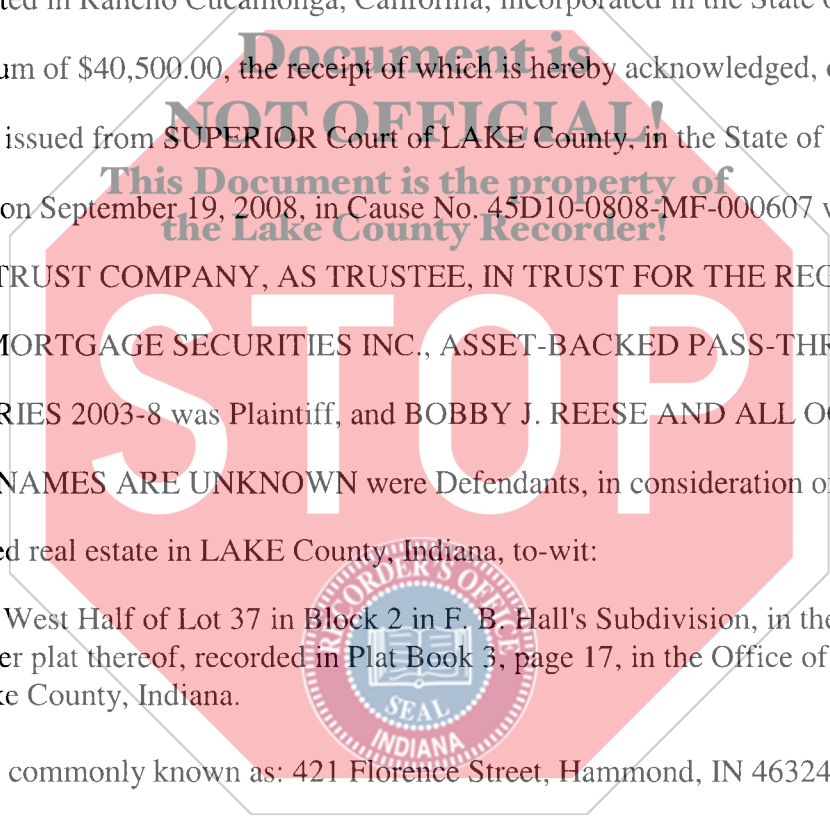 ted in Rancho Cucamonga, California, incorporated in the State o
Document is
um of $40,500.00, the receipt of which is hereby acknowledged, o
NOT OFFICIAL!
issued from SUPERIOR Court of LAKE County, in the State of
This Document is the property of
on September 19, 2008, in Cause No. 45D10-0808-MF-000607 w
the Lake County Recorder!
TRUST COMPANY, AS TRUSTEE, IN TRUST FOR THE REG
STOP
MORTGAGE SECURITIES INC., ASSET-BACKED PASS-THR
RIES 2003-8 was Plaintiff, and BOBBY J. REESE AND ALL OC
NAMES ARE UNKNOWN were Defendants, in consideration of
ed real estate in LAKE County, Indiana, to-wit:
RECORDER'S OFFICE
West Half of Lot 37 in Block 2 in F. B. Hall's Subdivision, in the
er plat thereof, recorded in Plat Book 3, page 17, in the Office of
ke County, Indiana.
SEAL
INDIANA
commonly known as: 421 Florence Street, Hammond, IN 46324